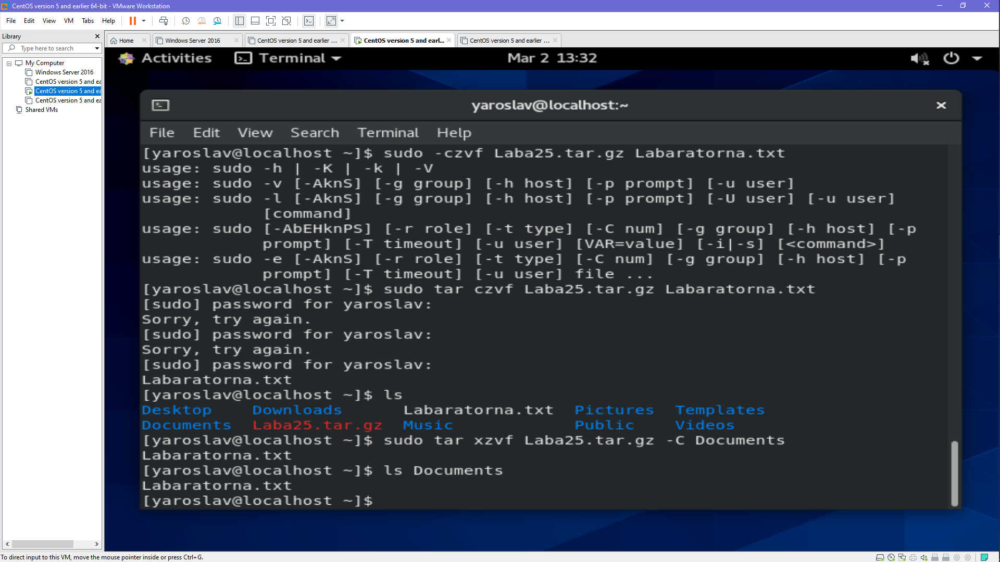 CentOS version 5 and earlier 64-bit - VMware Workstation
File Edit View VM Tabs Help
Library
Type here to search
My Computer
Windows Server 2016
CentOS version 5 and ea
CentOS version 5 and ea
CentOS version 5 and ea
Shared VMs
Home
Windows Server 2016
CentOS version 5 and earlier ...
CentOS version 5 and earl...
CentOS version 5 and earlier ...
Activities Terminal Mar 2 13:32
yaroslav@localhost:~
File Edit View Search Terminal Help
[yaroslav@localhost ~]$ sudo -czvf Laba25.tar.gz Labaratorna.txt
usage: sudo -h | -K | -k | -V
usage: sudo -v [-AknS] [-g group] [-h host] [-p prompt] [-u user]
usage: sudo -l [-AknS] [-g group] [-h host] [-p prompt] [-U user] [-u user]
[command]
usage: sudo [-AbEHknPS] [-r role] [-t type] [-C num] [-g group] [-h host] [-p
prompt] [-T timeout] [-u user] [VAR=value] [-i|-s] [<command>]
usage: sudo -e [-AknS] [-r role] [-t type] [-C num] [-g group] [-h host] [-p
prompt] [-T timeout] [-u user] file ...
[yaroslav@localhost ~]$ sudo tar czvf Laba25.tar.gz Labaratorna.txt
[sudo] password for yaroslav:
Sorry, try again.
[sudo] password for yaroslav:
Sorry, try again.
[sudo] password for yaroslav:
Labaratorna.txt
[yaroslav@localhost ~]$ ls
Desktop Downloads Labaratorna.txt Pictures Templates
Documents Laba25.tar.gz Music Public Videos
[yaroslav@localhost ~]$ sudo tar xzvf Laba25.tar.gz -C Documents
Labaratorna.txt
[yaroslav@localhost ~]$ ls Documents
Labaratorna.txt
[yaroslav@localhost ~]$
To direct input to this VM, move the mouse pointer inside or press Ctrl+G.